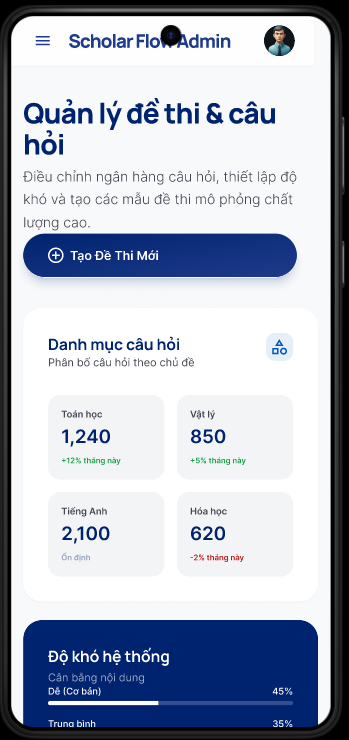 Scholar Flow Admin
Quản lý đề thi & câu
hỏi
Điều chỉnh ngân hàng câu hỏi, thiết lập độ
khó và tạo các mẫu đề thi mô phỏng chất
lượng cao.
Tạo Đề Thi Mới
Danh mục câu hỏi
Phân bổ câu hỏi theo chủ đề
Toán học
1,240
+12% tháng này
Vật lý
850
+5% tháng này
Tiếng Anh
2,100
Ổn định
Hóa học
620
-2% tháng này
Độ khó hệ thống
Cân bằng nội dung
Dễ (Cơ bản)
45%
Trung bình
35%